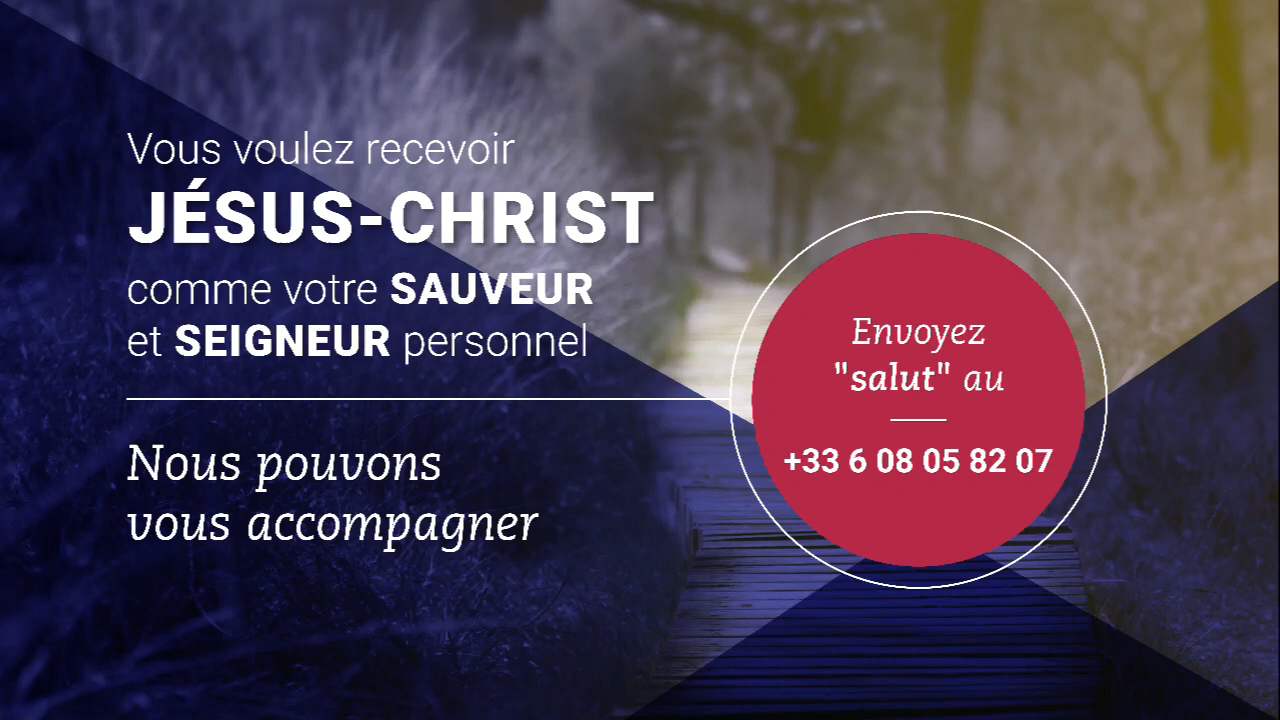 Vous voulez recevoir
JÉSUS-CHRIST
comme votre SAUVEUR
et SEIGNEUR personnel
Nous pouvons
vous accompagner
Envoyez
"salut" au
+33 6 08 05 82 07